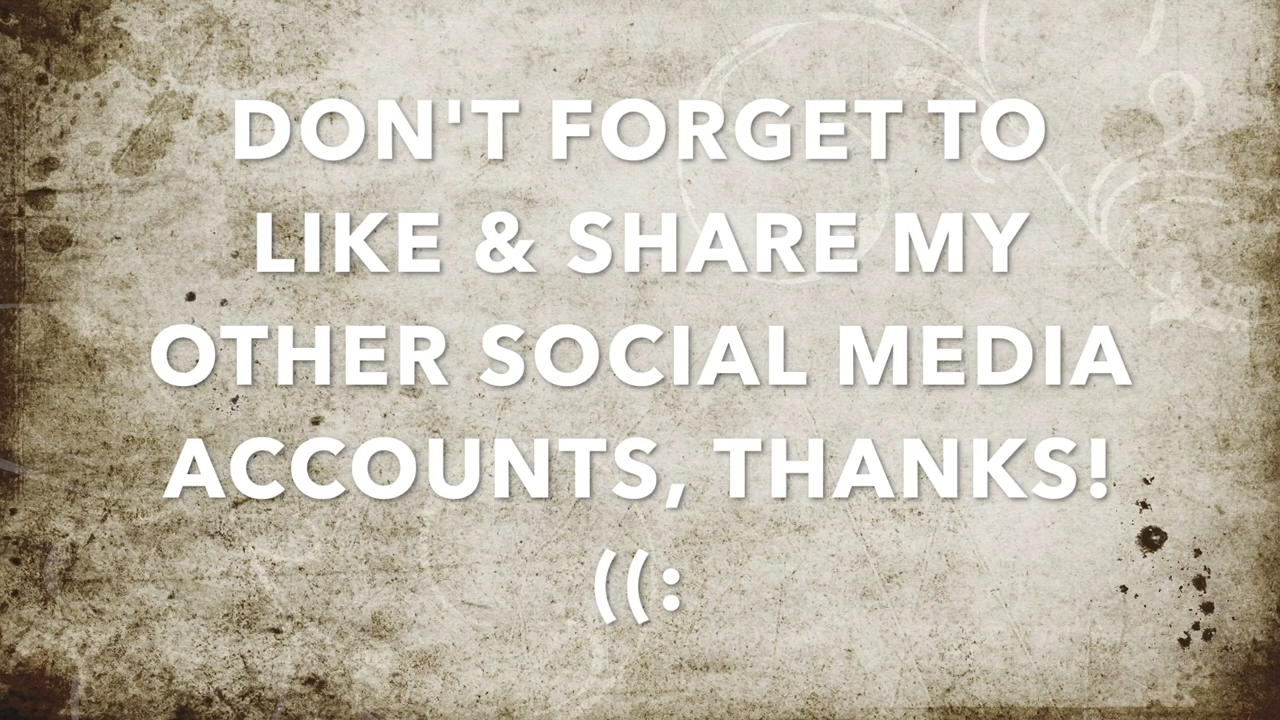 DON'T FORGET TO
LIKE & SHARE MY
OTHER SOCIAL MEDIA
ACCOUNTS, THANKS!
((: